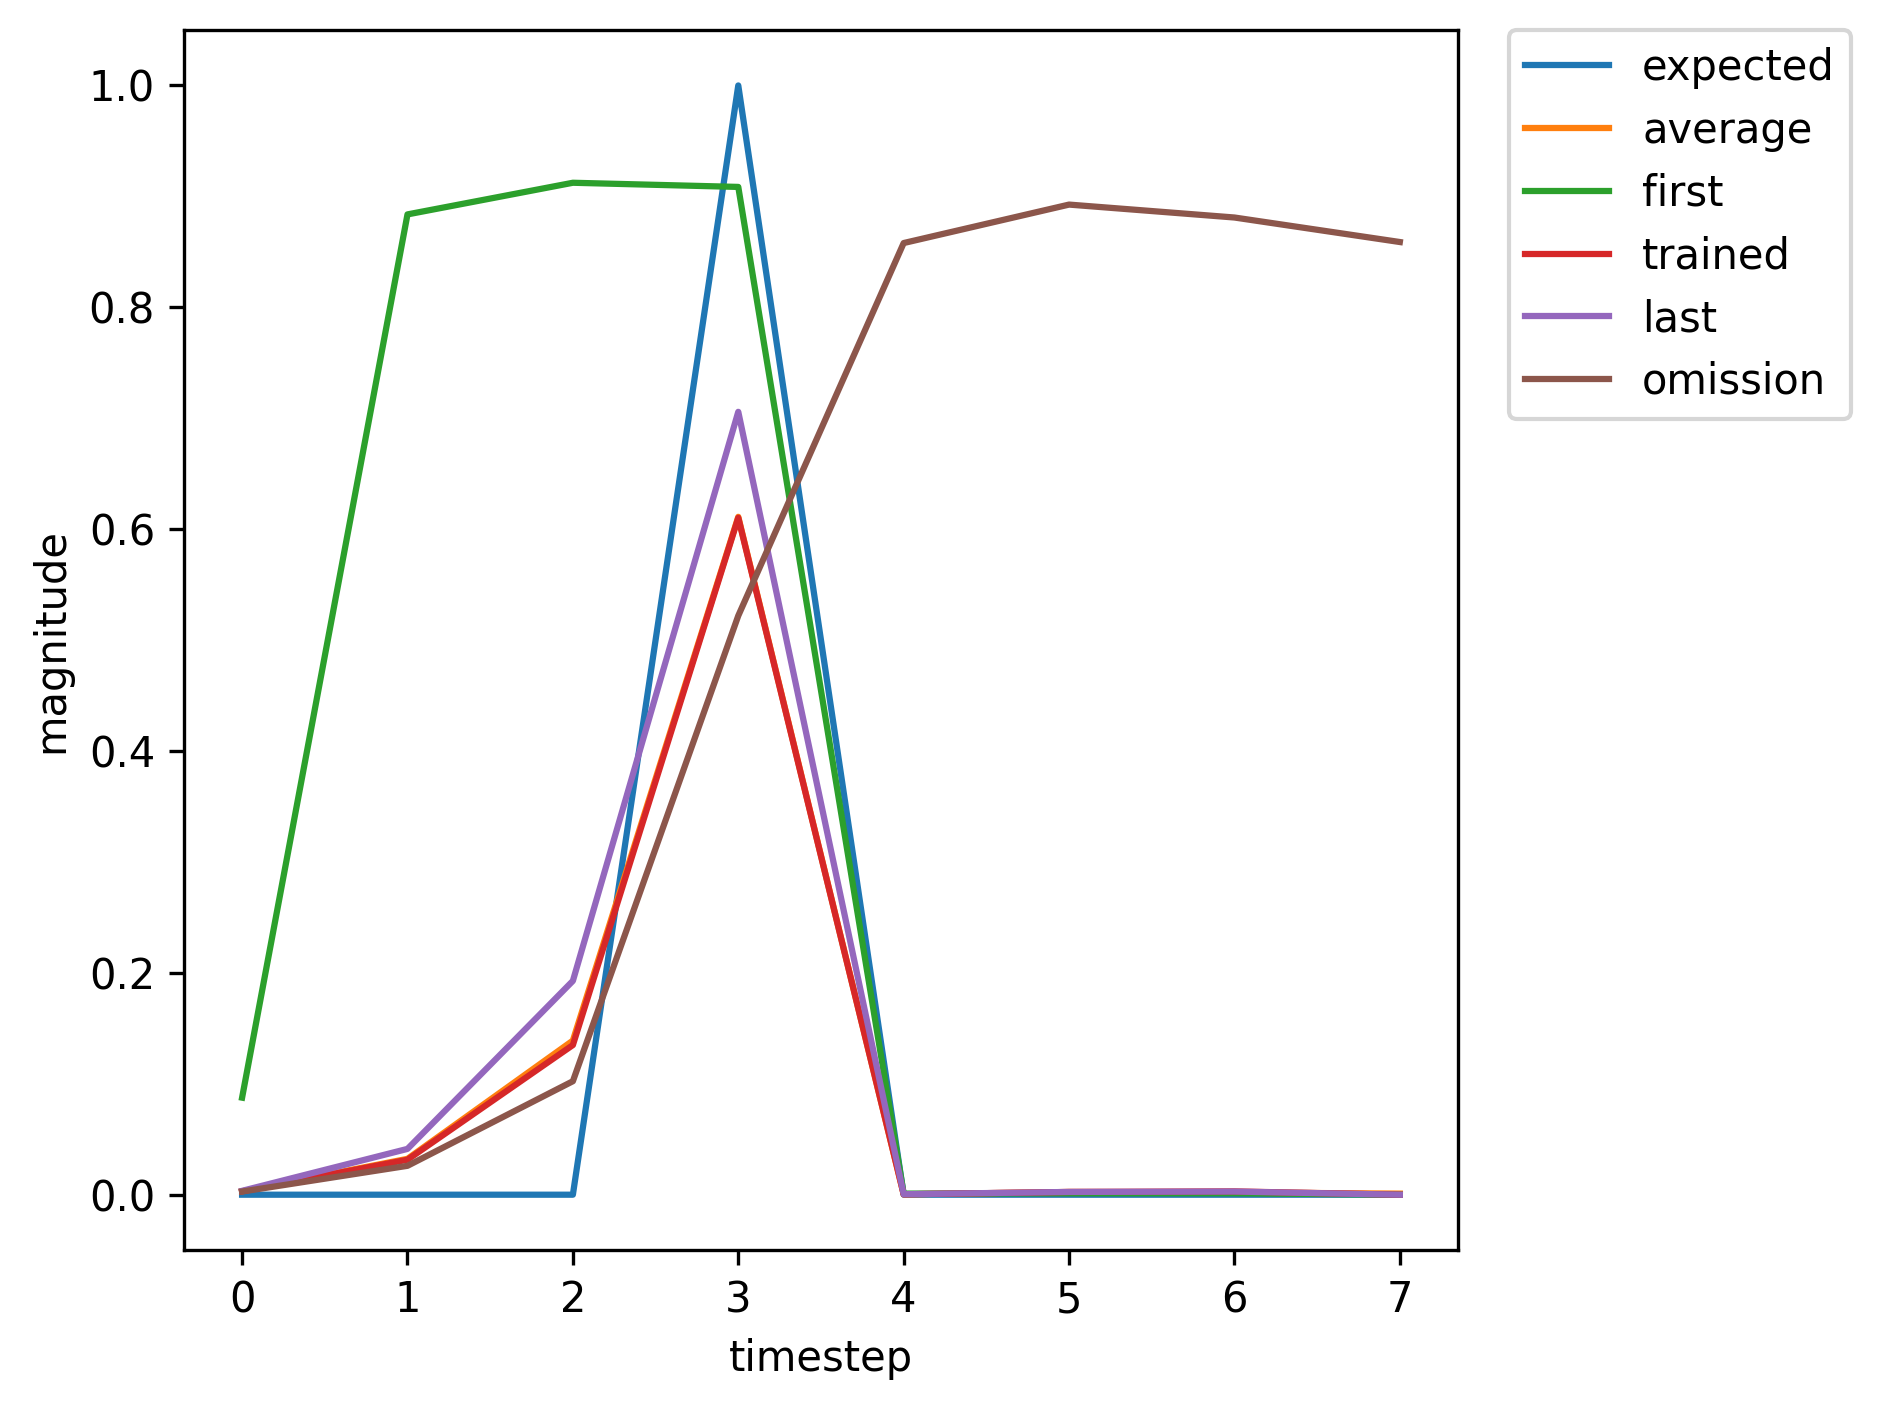 1.0
0.8
0.6
0.4
0.2
0.0
magnitude
0 1 2 3 4 5 6 7
timestep
expected
average
first
trained
last
omission